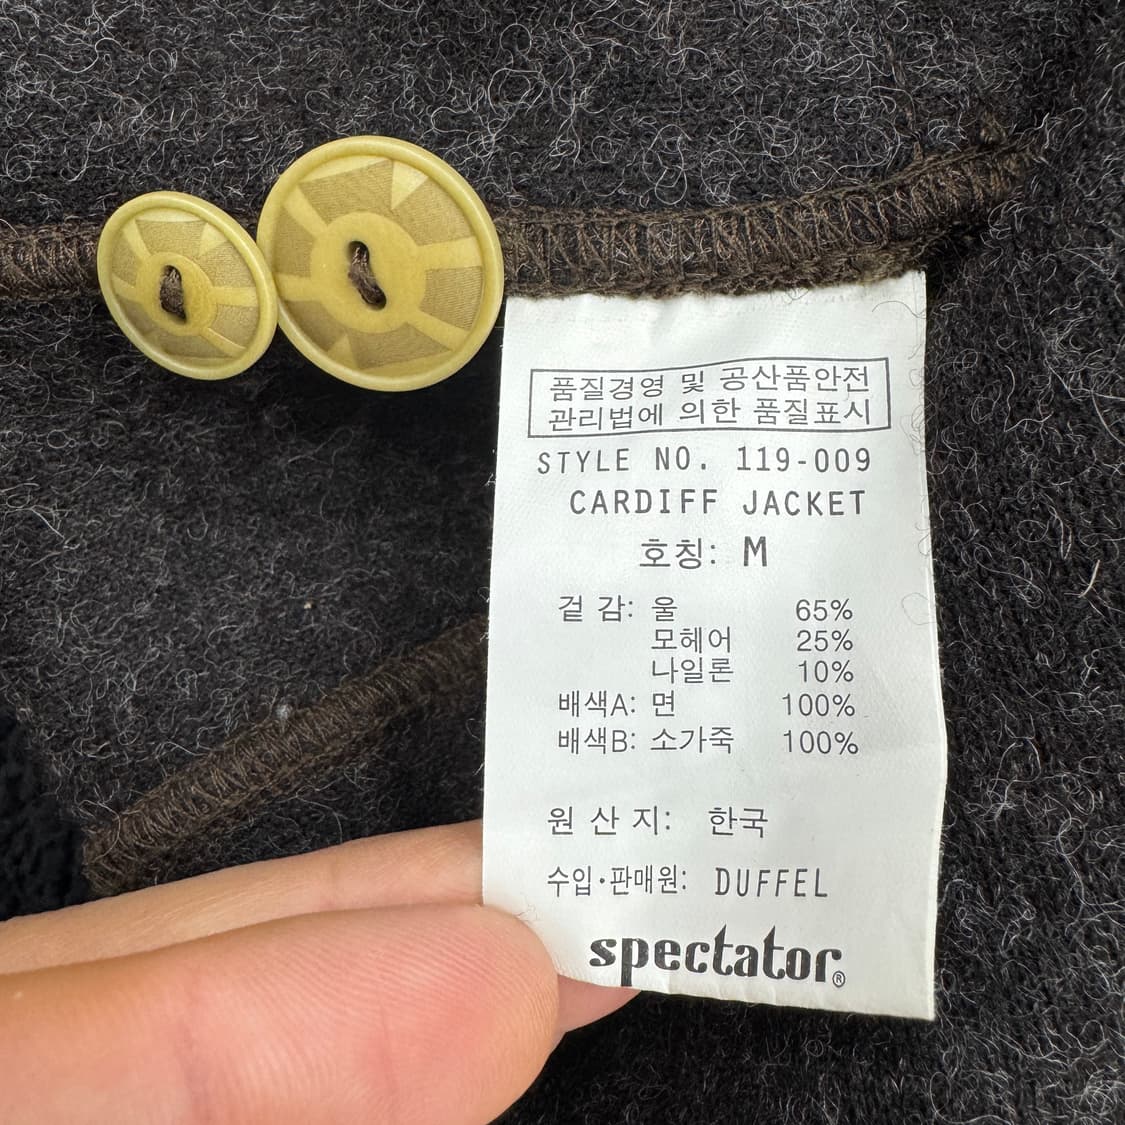 품질경영 및 공산품안전
관리법에 의한 품질표시
STYLE NO. 119-009
CARDIFF JACKET
호칭: M
겉 감: 울 65%
모헤어 25%
나일론 10%
배색A: 면 100%
배색B: 소가죽 100%
원 산 지: 한국
수입·판매원: DUFFEL
spectator®